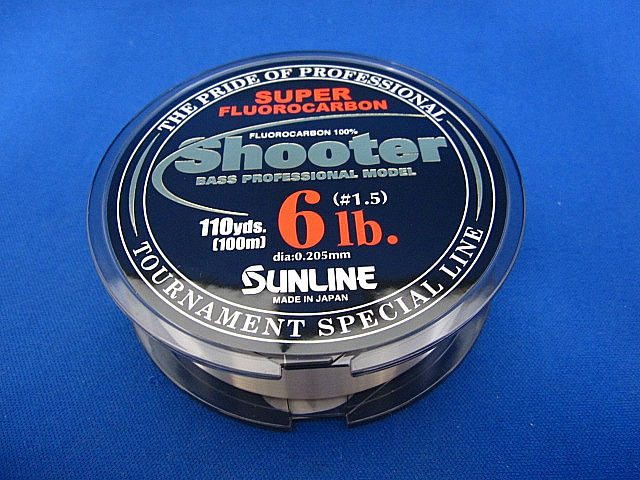 THE PRIDE OF PROFESSIONAL
SUPER
FLUOROCARBON
FLUOROCARBON 100%
Shooter
BASS PROFESSIONAL MODEL
110yds.
(100m)
6 lb.
(#1.5)
dia:0.205mm
SUNLINE
MADE IN JAPAN
TOURNAMENT SPECIAL LINE